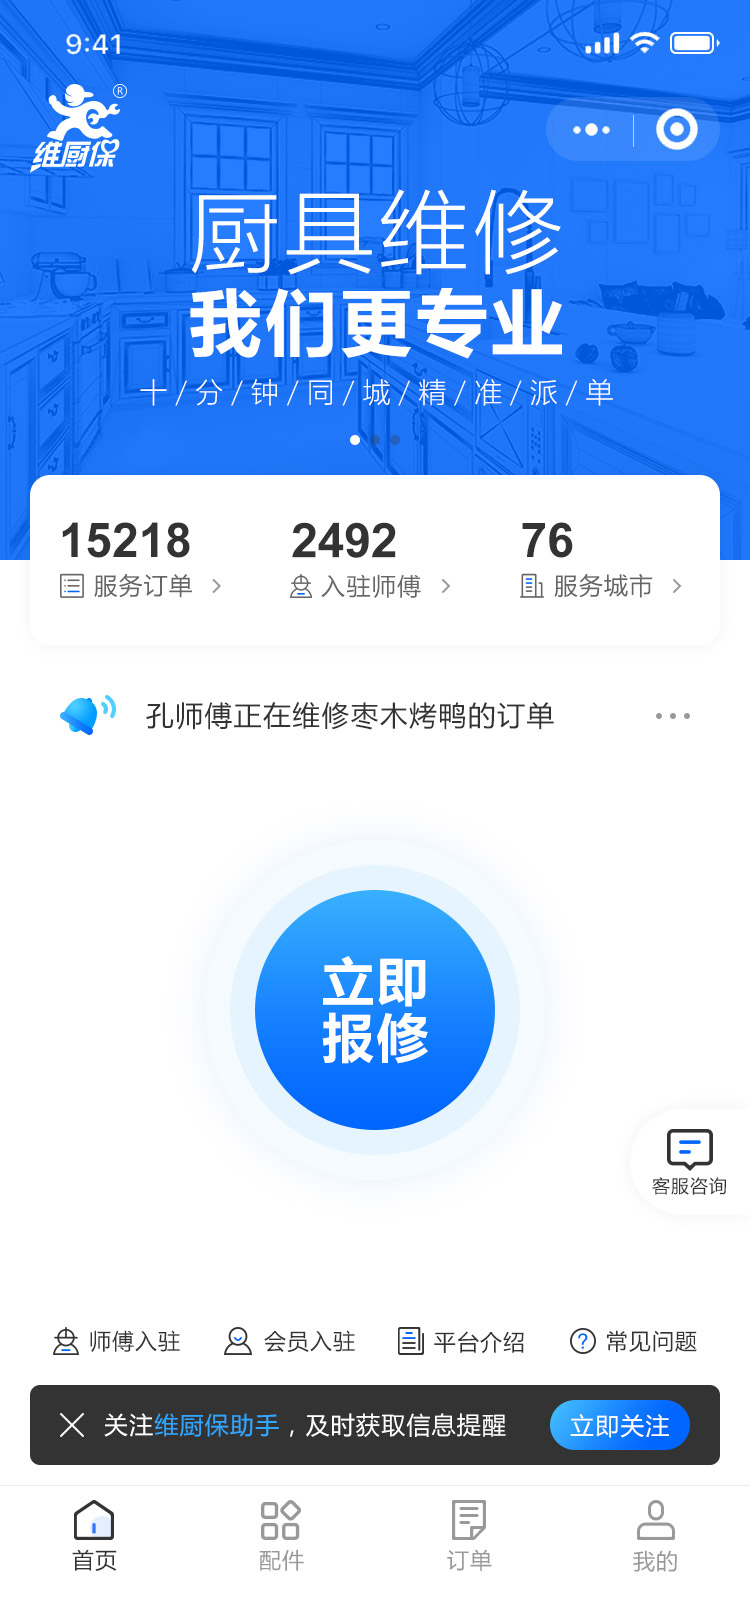 9:41
®
维厨保
厨具维修
我们更专业
十/分/钟/同/城/精/准/派/单
15218
2492
76
服务订单
入驻师傅
服务城市
孔师傅正在维修枣木烤鸭的订单
立即
报修
客服咨询
师傅入驻
会员入驻
平台介绍
常见问题
关注维厨保助手，及时获取信息提醒
立即关注
首页
配件
订单
我的